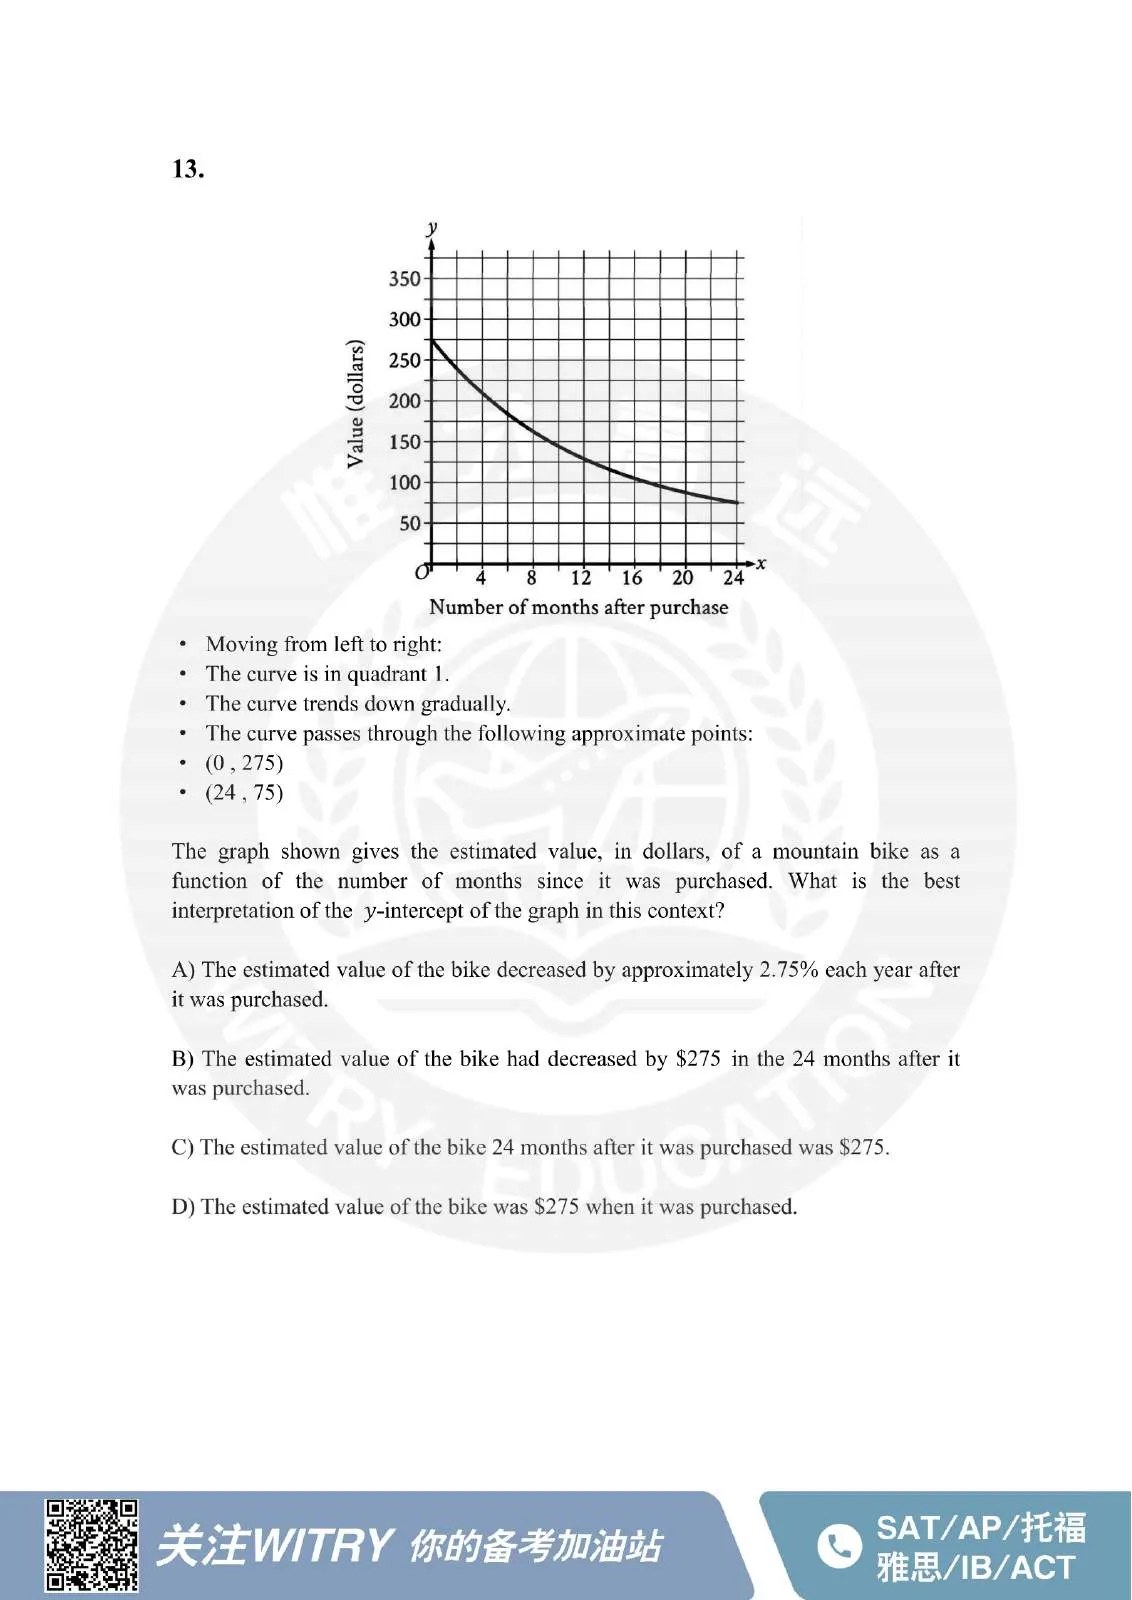 13.
y
350
300
250
200
150
100
50
Value (dollars)
O
4 8 12 16 20 24
x
Number of months after purchase
• Moving from left to right:
• The curve is in quadrant 1.
• The curve trends down gradually.
• The curve passes through the following approximate points:
• (0 , 275)
• (24 , 75)
The graph shown gives the estimated value, in dollars, of a mountain bike as a
function of the number of months since it was purchased. What is the best
interpretation of the y-intercept of the graph in this context?
A) The estimated value of the bike decreased by approximately 2.75% each year after
it was purchased.
B) The estimated value of the bike had decreased by $275 in the 24 months after it
was purchased.
C) The estimated value of the bike 24 months after it was purchased was $275.
D) The estimated value of the bike was $275 when it was purchased.
WITRY EDUCATION
关注WITRY 你的备考加油站
SAT/AP/托福
雅思/IB/ACT